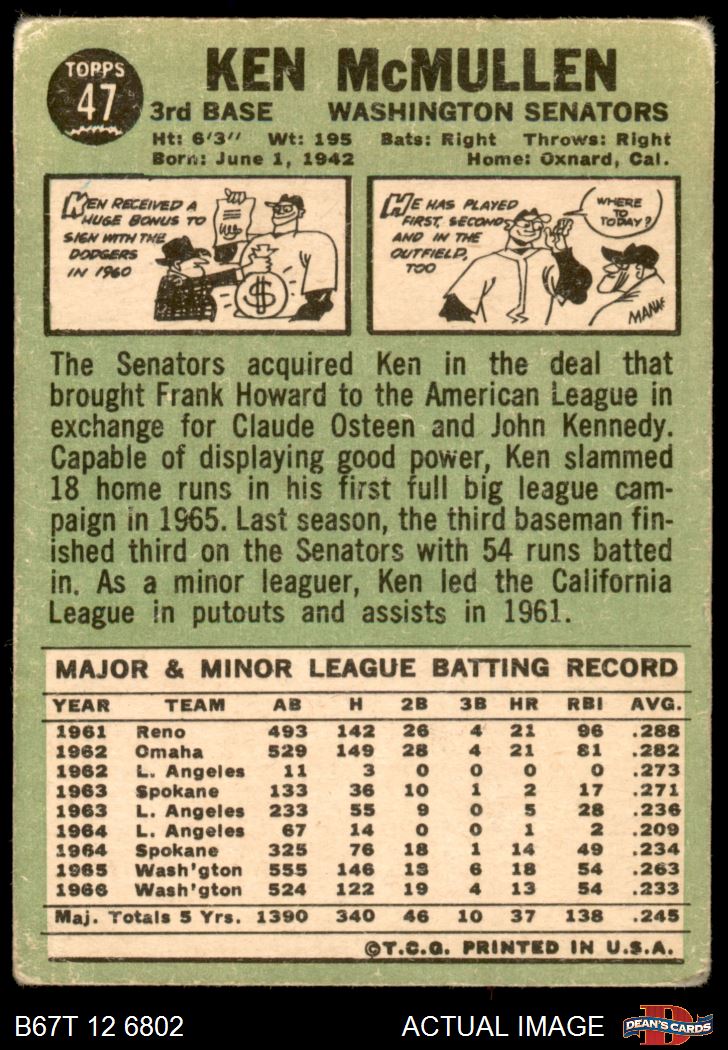 TOPPS
47
KEN McMULLEN
3rd BASE WASHINGTON SENATORS
Ht: 6'3" Wt: 195 Bats: Right Throws: Right
Born: June 1, 1942 Home: Oxnard, Cal.
KEN RECEIVED A
HUGE BONUS TO
SIGN WITH THE
DODGERS
IN 1960
$
HE HAS PLAYED
FIRST, SECOND
AND IN THE
OUTFIELD,
TOO
WHERE
TO
TODAY?
The Senators acquired Ken in the deal that
brought Frank Howard to the American League in
exchange for Claude Osteen and John Kennedy.
Capable of displaying good power, Ken slammed
18 home runs in his first full big league cam-
paign in 1965. Last season, the third baseman fin-
ished third on the Senators with 54 runs batted
in. As a minor leaguer, Ken led the California
League in putouts and assists in 1961.
MAJOR & MINOR LEAGUE BATTING RECORD
YEAR TEAM AB H 2B 3B HR RBI AVG.
1961 Reno 493 142 26 4 21 96 .288
1962 Omaha 529 149 28 4 21 81 .282
1962 L. Angeles 11 3 0 0 0 0 .273
1963 Spokane 133 36 10 1 2 17 .271
1963 L. Angeles 233 55 9 0 5 28 .236
1964 L. Angeles 67 14 0 0 1 2 .209
1964 Spokane 325 76 18 1 14 49 .234
1965 Wash'gton 555 146 18 6 18 54 .263
1966 Wash'gton 524 122 19 4 13 54 .233
Maj. Totals 5 Yrs. 1390 340 46 10 37 138 .245
©T.C.G. PRINTED IN U.S.A.
B67T 12 6802 ACTUAL IMAGE
D
DEAN'S CARDS